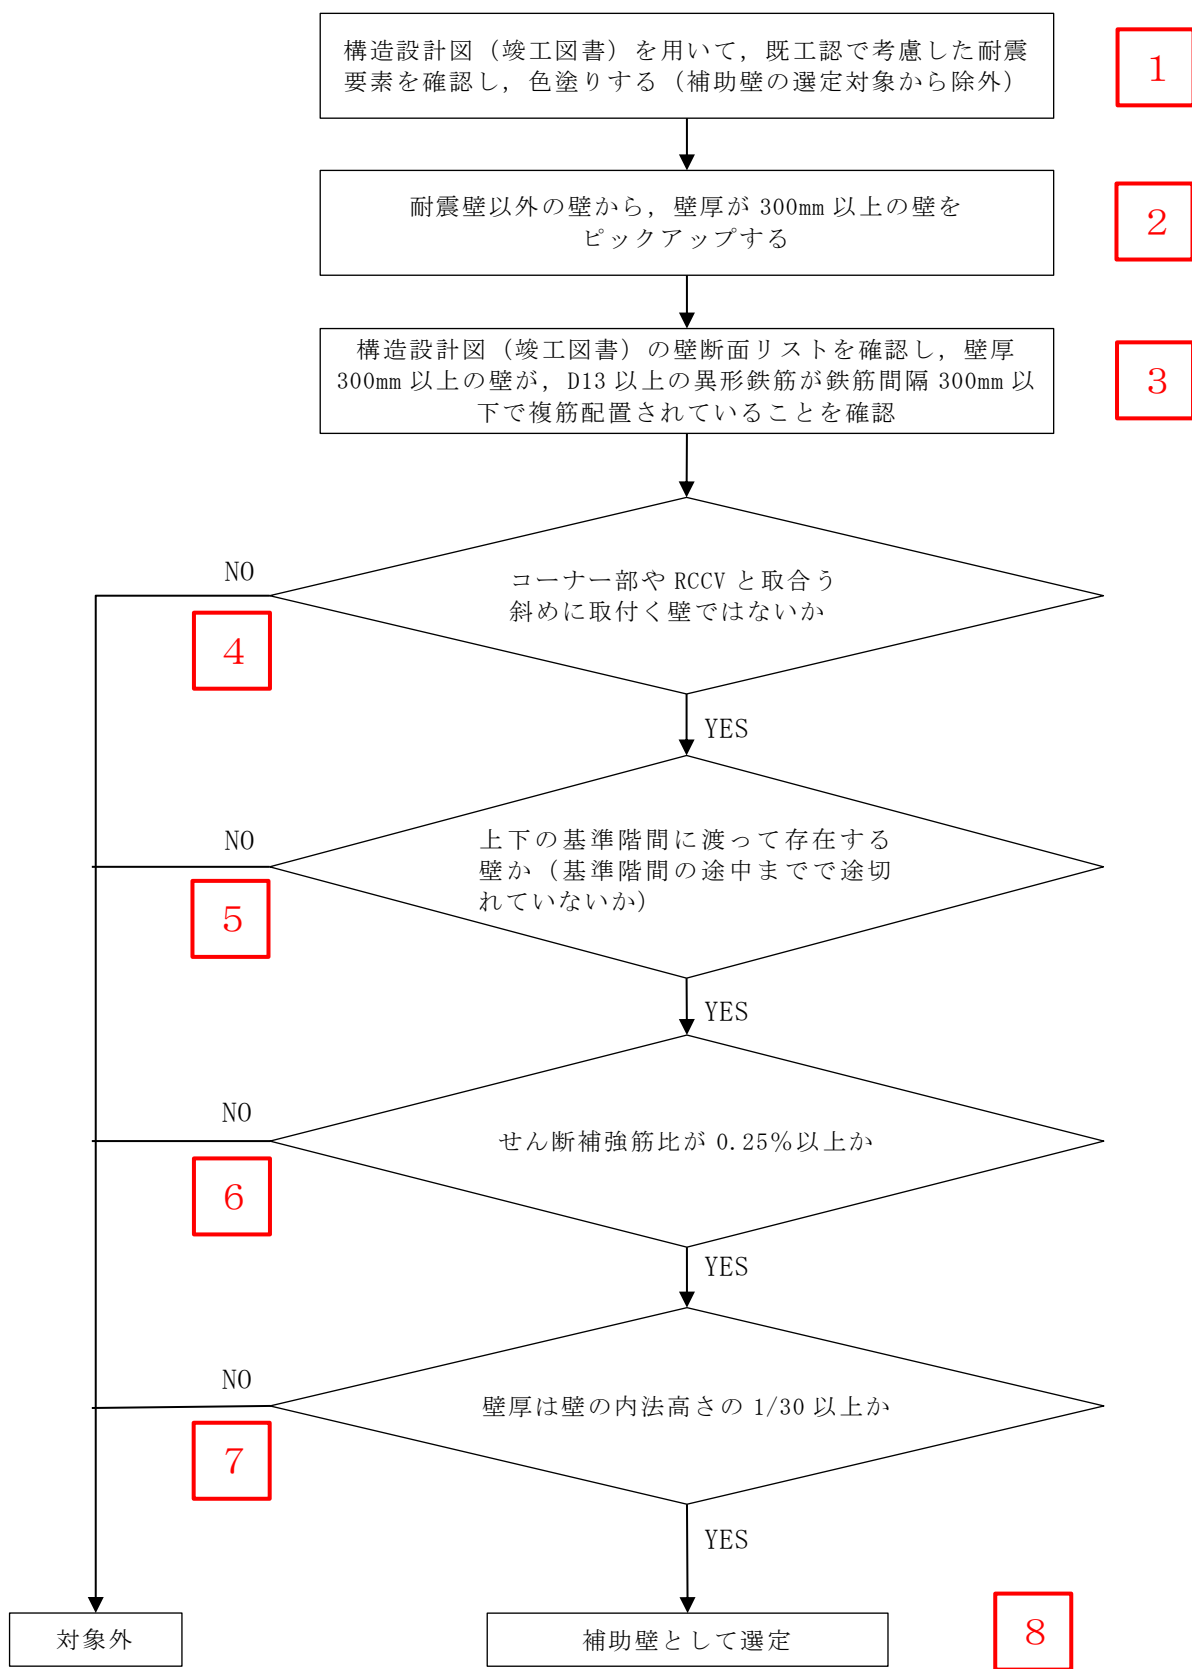 構造設計図（竣工図書）を用いて，既工認で考慮した耐震
要素を確認し，色塗りする（補助壁の選定対象から除外）
1
耐震壁以外の壁から，壁厚が 300mm 以上の壁を
ピックアップする
2
構造設計図（竣工図書）の壁断面リストを確認し，壁厚
300mm 以上の壁が，D13 以上の異形鉄筋が鉄筋間隔 300mm 以
下で複筋配置されていることを確認
3
NO
コーナー部や RCCV と取合う
斜めに取付く壁ではないか
4
YES
NO
上下の基準階間に渡って存在する
壁か（基準階間の途中までで途切
れていないか）
5
YES
NO
せん断補強筋比が 0.25%以上か
6
YES
NO
壁厚は壁の内法高さの 1/30 以上か
7
YES
対象外
補助壁として選定
8